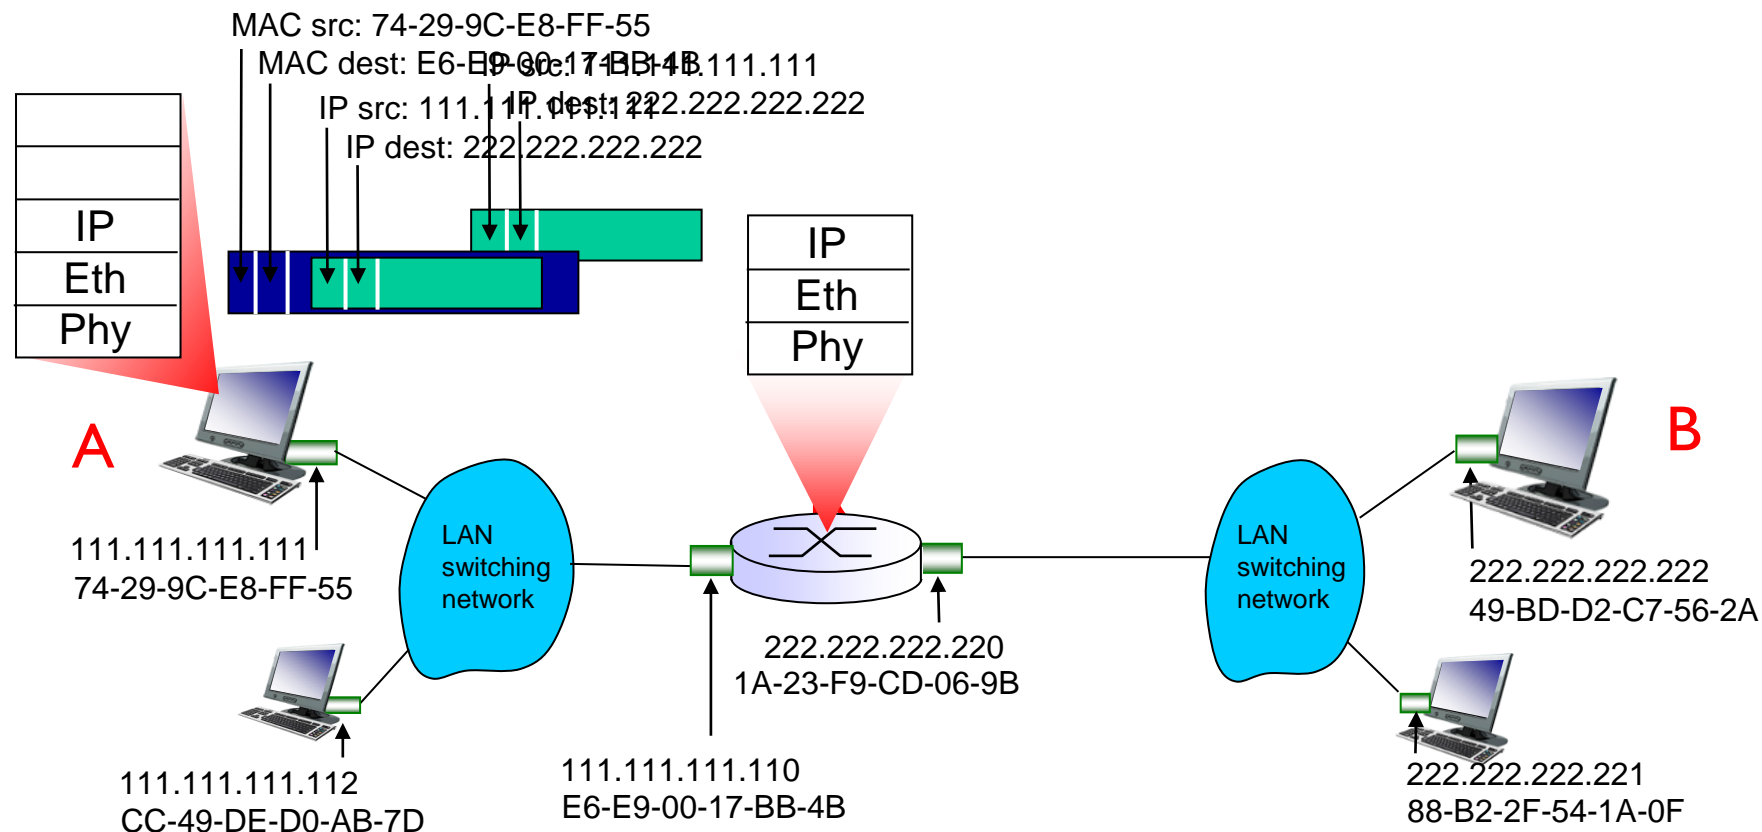 MAC src: 74-29-9C-E8-FF-55
MAC dest: E6-E9-00-17-BB-4B
IP src: 111.111.111.111
IP dest: 222.222.222.222
IP src: 111.111.111.111
IP dest: 222.222.222.222
IP
Eth
Phy
IP
Eth
Phy
A
B
111.111.111.111
74-29-9C-E8-FF-55
LAN
switching
network
LAN
switching
network
222.222.222.222
49-BD-D2-C7-56-2A
222.222.222.220
1A-23-F9-CD-06-9B
111.111.111.112
CC-49-DE-D0-AB-7D
111.111.111.110
E6-E9-00-17-BB-4B
222.222.222.221
88-B2-2F-54-1A-0F